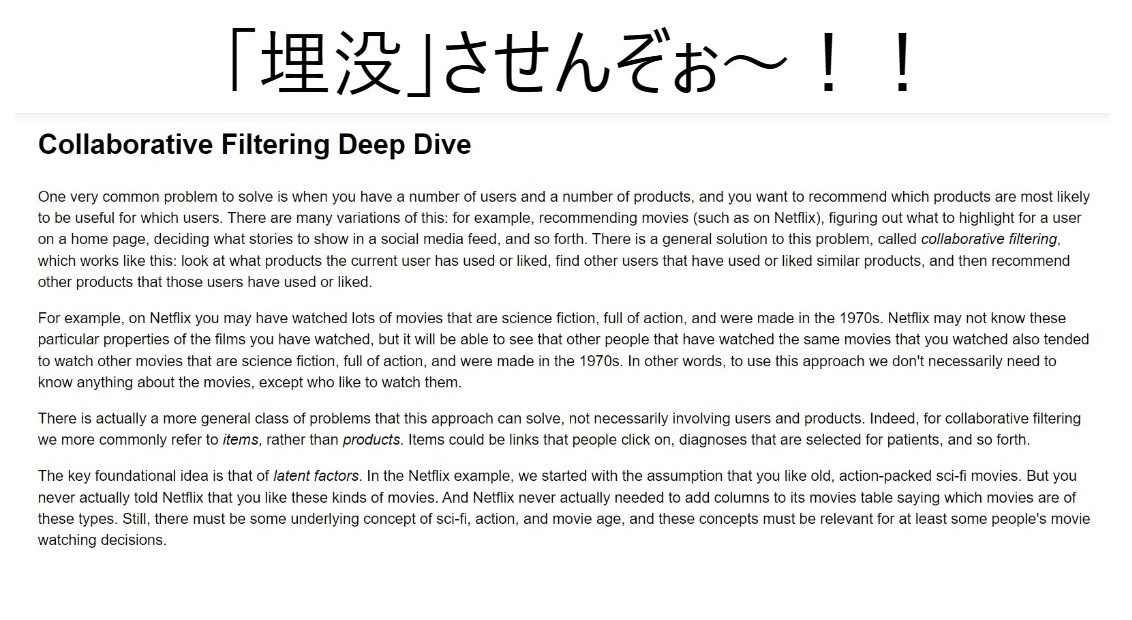 「埋没」させんぞぉ～！！
Collaborative Filtering Deep Dive
One very common problem to solve is when you have a number of users and a number of products, and you want to recommend which products are most likely
to be useful for which users. There are many variations of this: for example, recommending movies (such as on Netflix), figuring out what to highlight for a user
on a home page, deciding what stories to show in a social media feed, and so forth. There is a general solution to this problem, called collaborative filtering,
which works like this: look at what products the current user has used or liked, find other users that have used or liked similar products, and then recommend
other products that those users have used or liked.
For example, on Netflix you may have watched lots of movies that are science fiction, full of action, and were made in the 1970s. Netflix may not know these
particular properties of the films you have watched, but it will be able to see that other people that have watched the same movies that you watched also tended
to watch other movies that are science fiction, full of action, and were made in the 1970s. In other words, to use this approach we don't necessarily need to
know anything about the movies, except who like to watch them.
There is actually a more general class of problems that this approach can solve, not necessarily involving users and products. Indeed, for collaborative filtering
we more commonly refer to items, rather than products. Items could be links that people click on, diagnoses that are selected for patients, and so forth.
The key foundational idea is that of latent factors. In the Netflix example, we started with the assumption that you like old, action-packed sci-fi movies. But you
never actually told Netflix that you like these kinds of movies. And Netflix never actually needed to add columns to its movies table saying which movies are of
these types. Still, there must be some underlying concept of sci-fi, action, and movie age, and these concepts must be relevant for at least some people's movie
watching decisions.